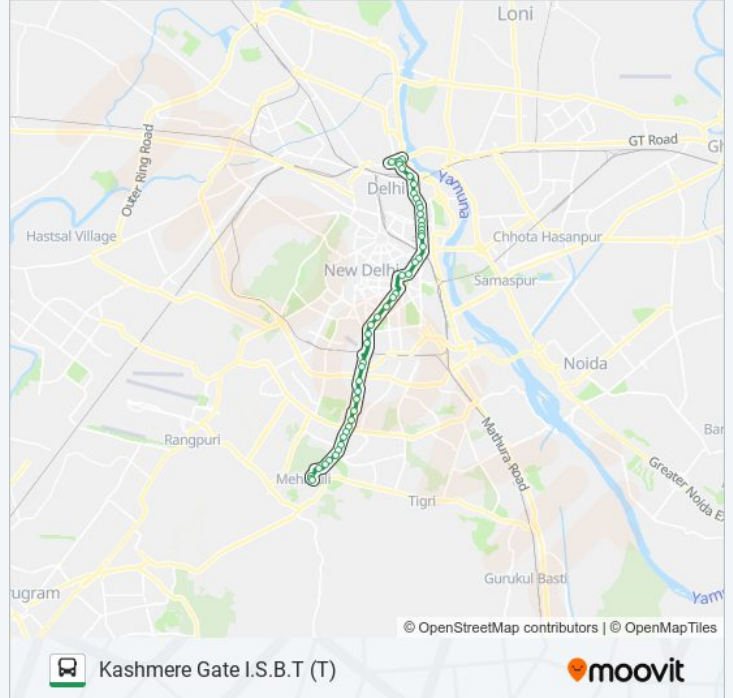 Loni
Outer Ring Road
GT Road
Gh
Delhi
Yamuna
Hastsal Village
Chhota Hasanpur
New Delhi
Samaspur
Noida
Rangpuri
Bar
Mathura Road
Mehrauli
Tigri
Greater Noida E
Gurukul Basti
ugram
Yam
© OpenStreetMap contributors | © OpenMapTiles
Kashmere Gate I.S.B.T (T)
moovit